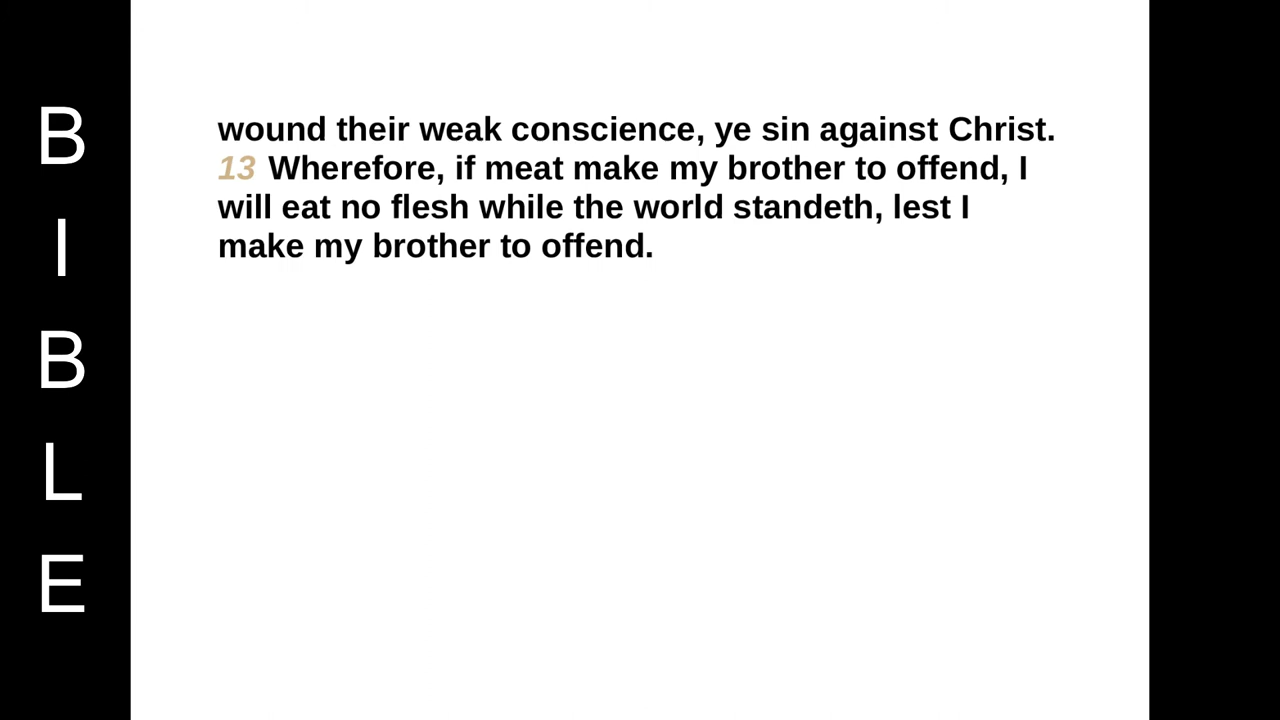 BIBLE
wound their weak conscience, ye sin against Christ.
13 Wherefore, if meat make my brother to offend, I
will eat no flesh while the world standeth, lest I
make my brother to offend.